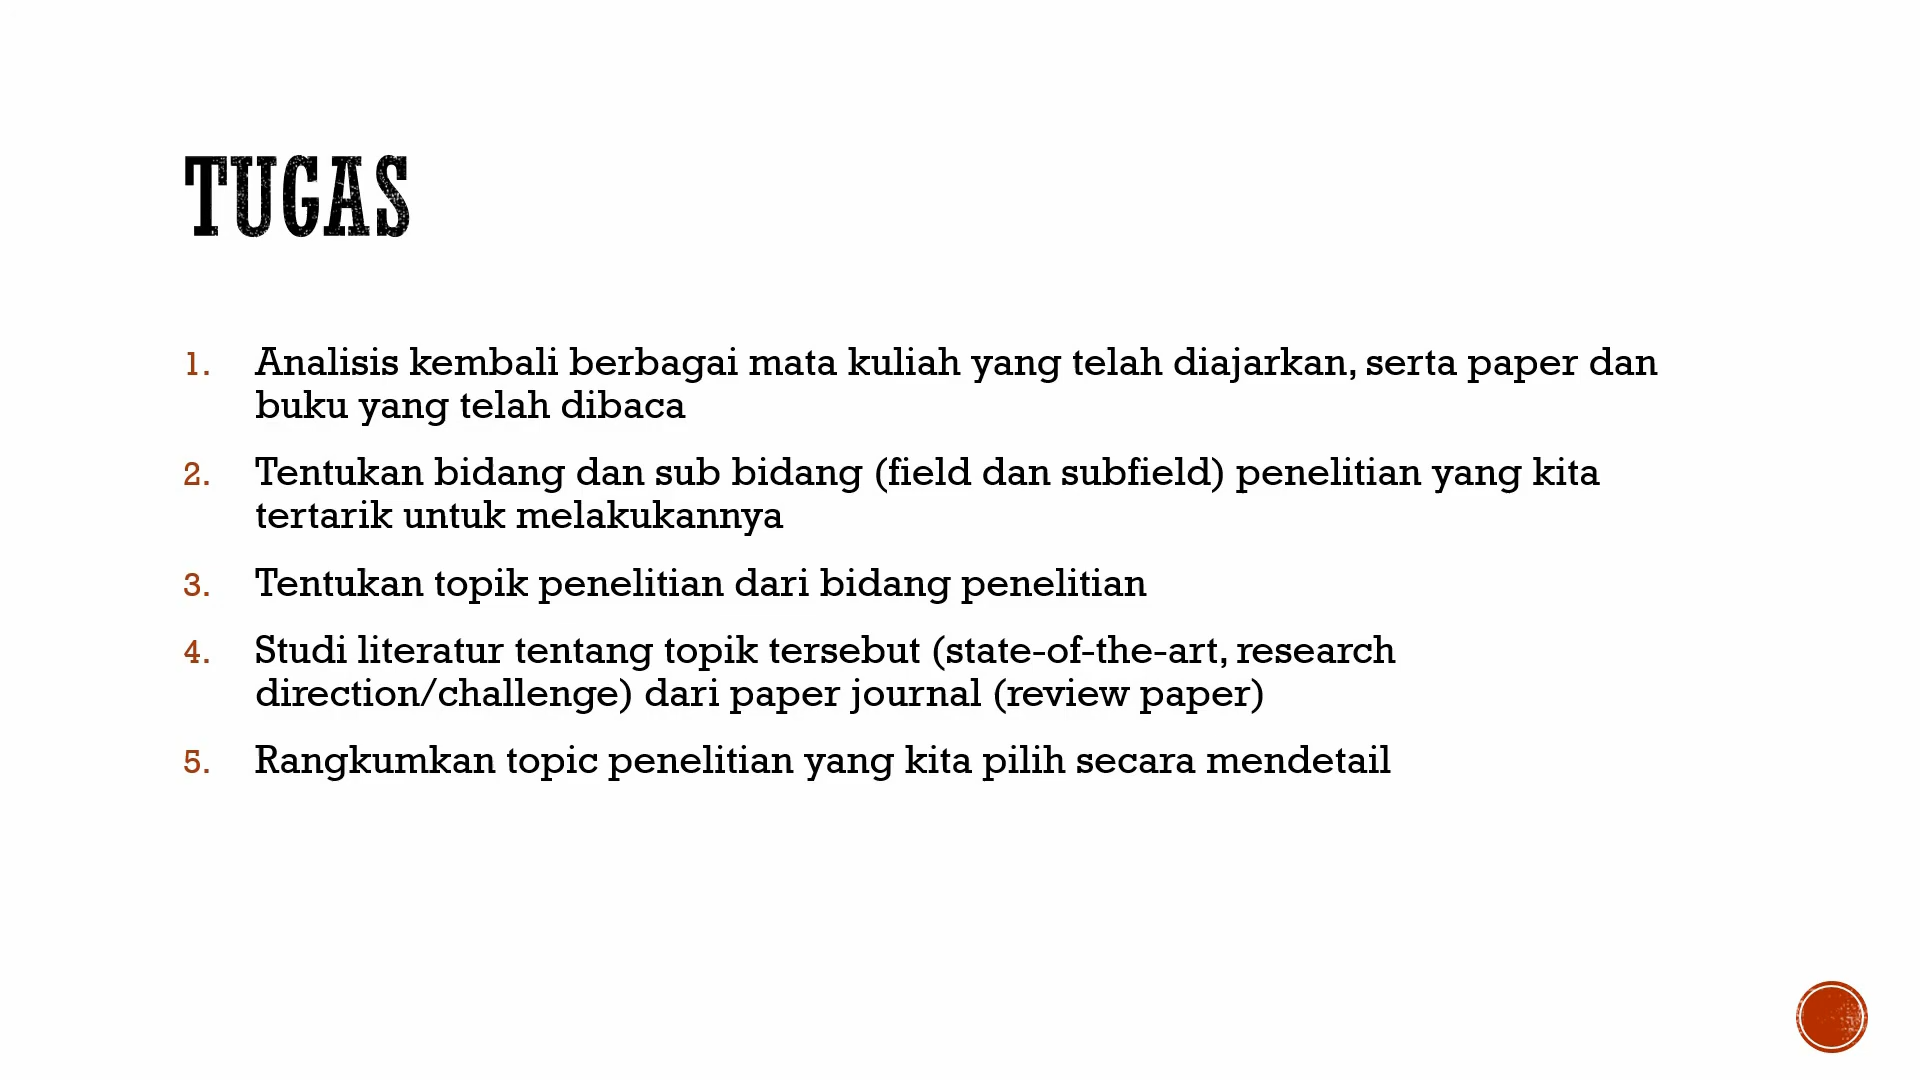 TUGAS
1. Analisis kembali berbagai mata kuliah yang telah diajarkan, serta paper dan
buku yang telah dibaca
2. Tentukan bidang dan sub bidang (field dan subfield) penelitian yang kita
tertarik untuk melakukannya
3. Tentukan topik penelitian dari bidang penelitian
4. Studi literatur tentang topik tersebut (state-of-the-art, research
direction/challenge) dari paper journal (review paper)
5. Rangkumkan topic penelitian yang kita pilih secara mendetail